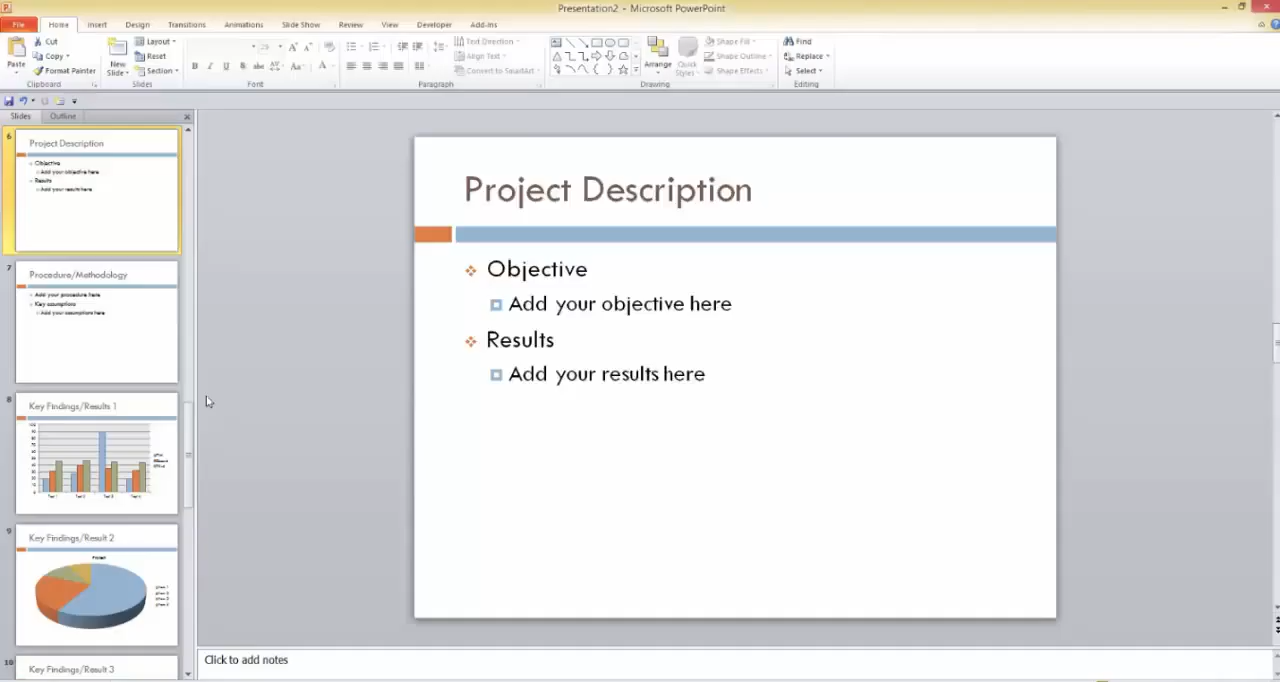 Presentation2 - Microsoft PowerPoint
File Home Insert Design Transitions Animations Slide Show Review View Developer Add-Ins
Paste Cut Copy Format Painter
Clipboard
New Slide Layout Reset Section
Slides
Font
Text Direction
Align Text
Convert to SmartArt
Paragraph
Arrange Quick Styles Shape Fill Shape Outline Shape Effects
Drawing
Find
Replace
Select
Editing
Slides Outline
6
Project Description
Objective
Add your objective here
Results
Add your results here
7
Procedure/Methodology
Add your procedure here
Key assumptions
Add your assumptions here
8
Key Findings/Results 1
9
Key Findings/Result 2
10
Key Findings/Result 3
Project Description
Objective
Add your objective here
Results
Add your results here
Click to add notes